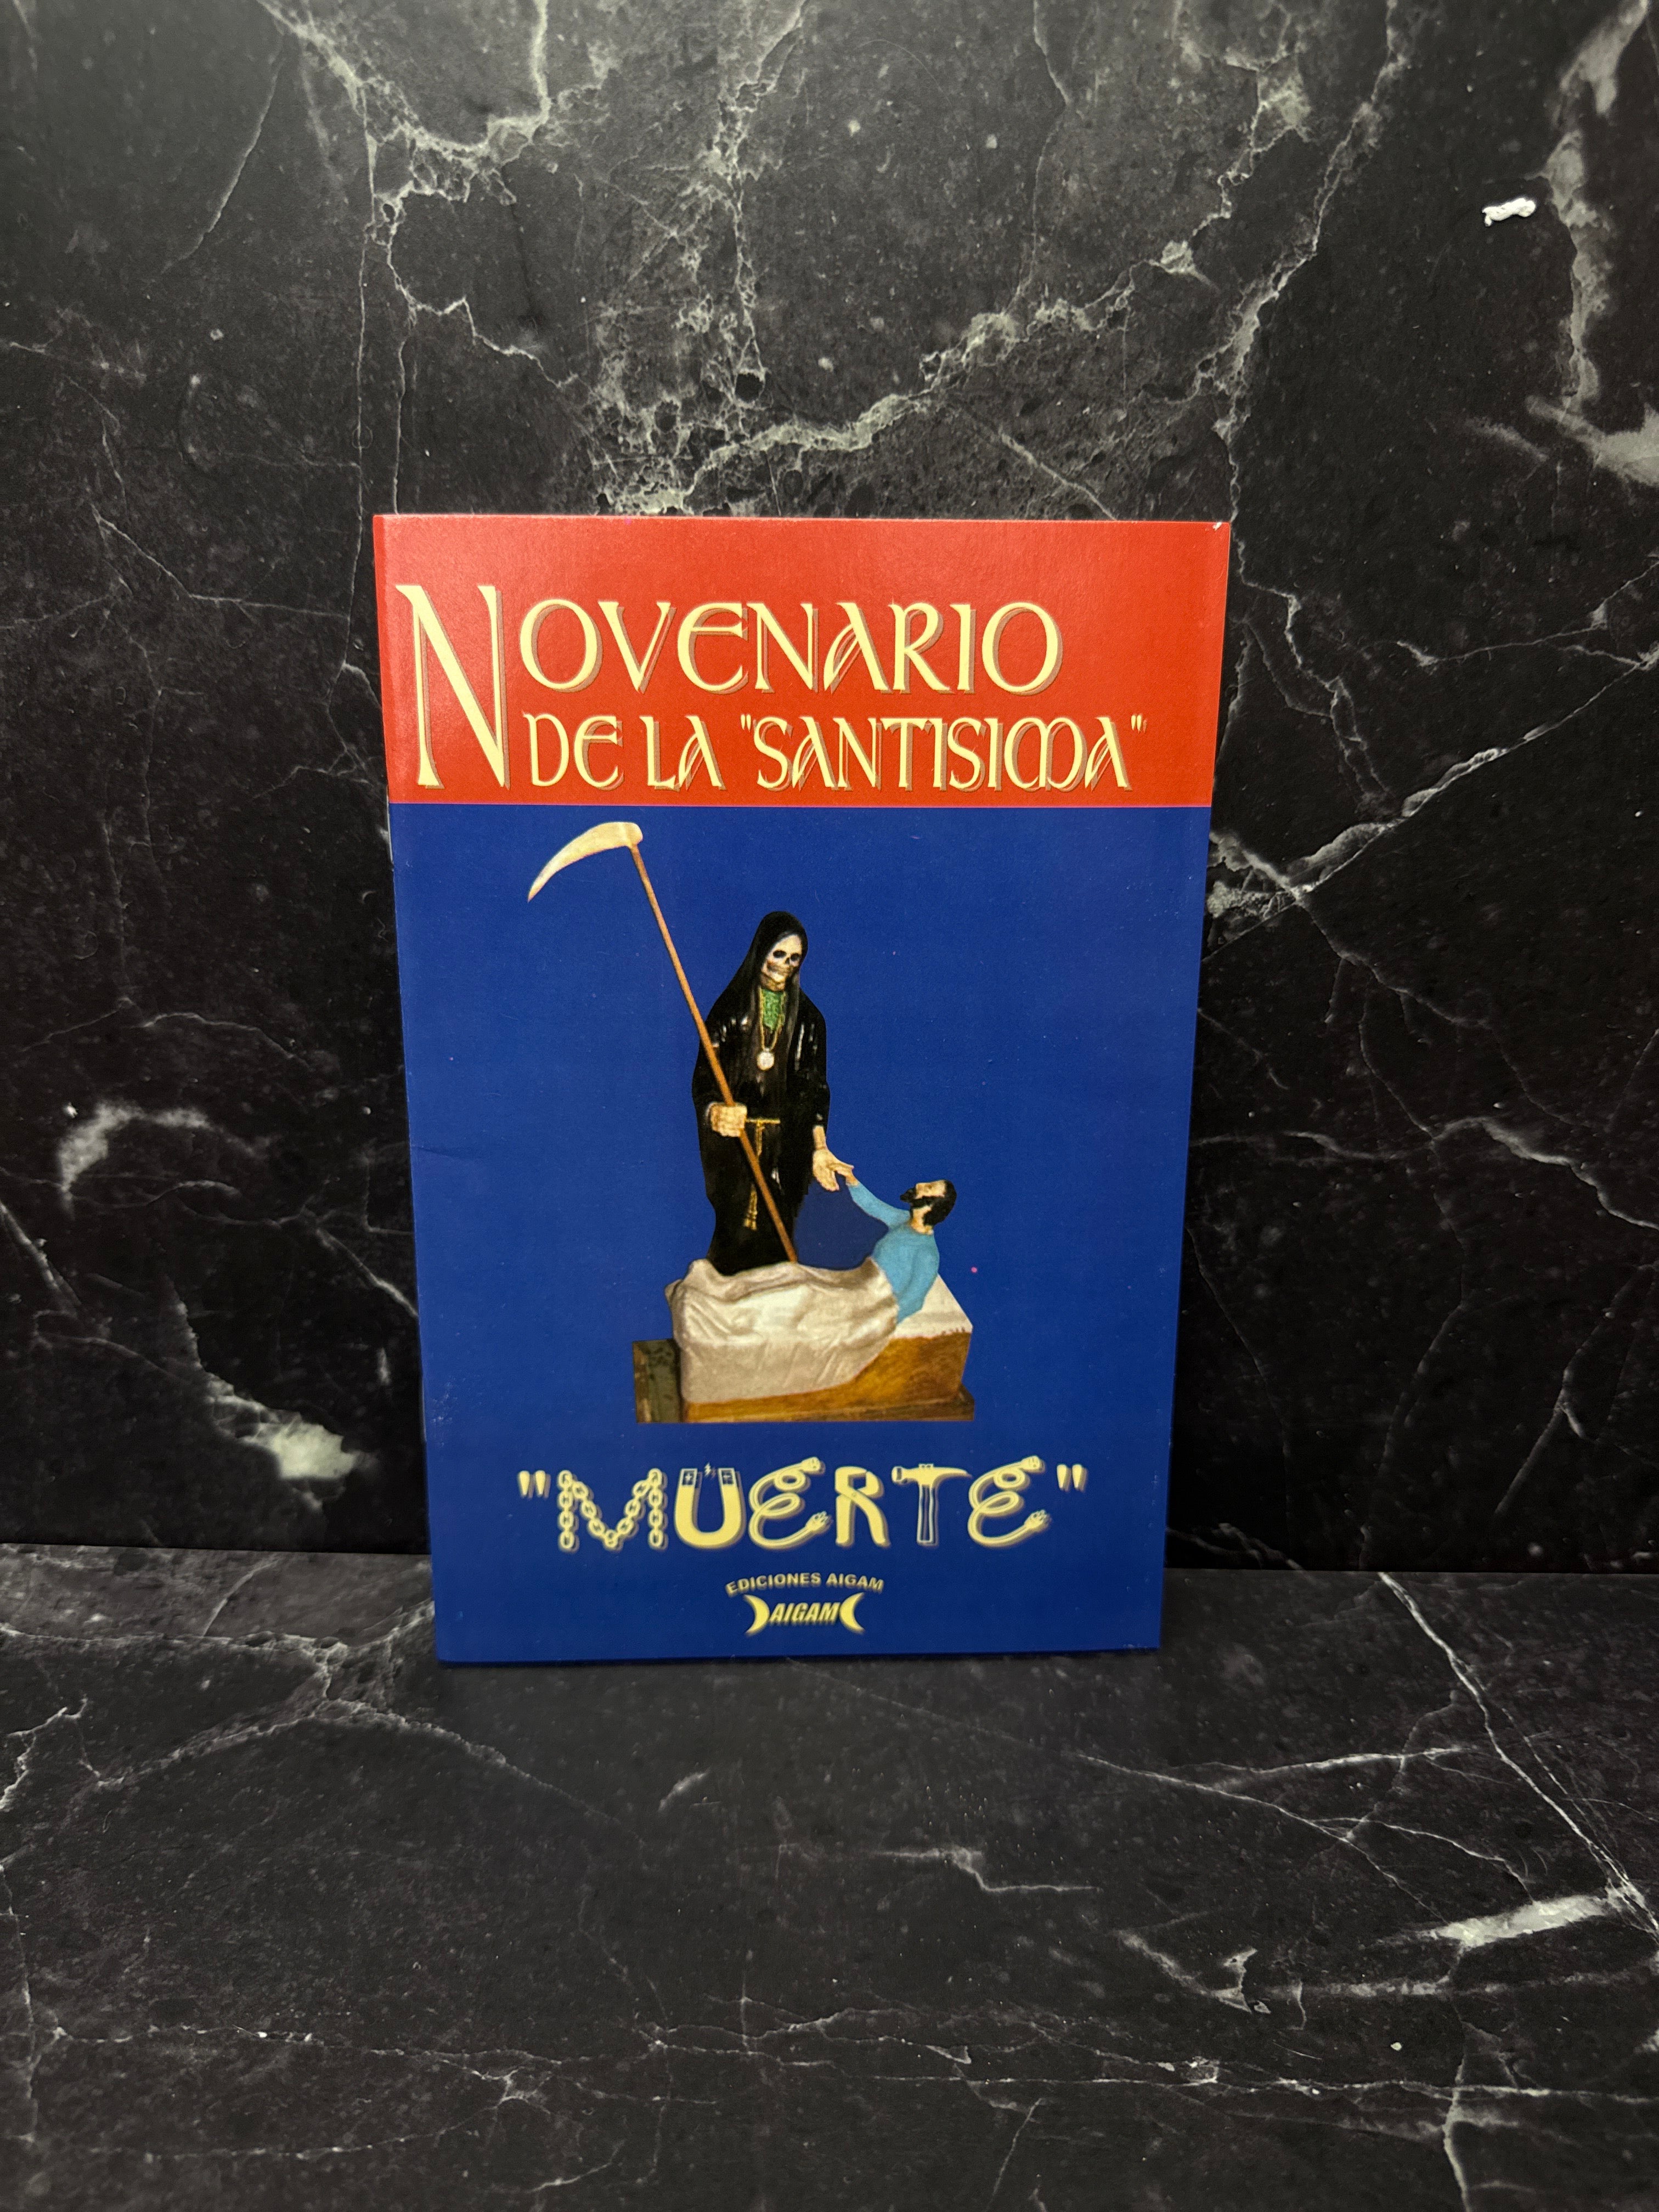 NOVENARIO
DE LA "SANTISIMA"
"MUERTE"
EDICIONES AIGAM
AIGAM